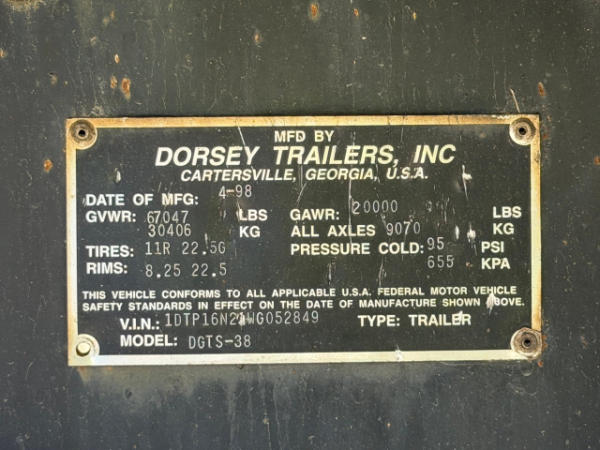 MFD BY
DORSEY TRAILERS, INC
CARTERSVILLE, GEORGIA, U.S.A.
DATE OF MFG: 4-98
GVWR: 67047 LBS GAWR: 20000 LBS
30406 KG ALL AXLES 9070 KG
TIRES: 11R 22.5G PRESSURE COLD: 95 PSI
RIMS: 8.25 22.5 655 KPA
THIS VEHICLE CONFORMS TO ALL APPLICABLE U.S.A. FEDERAL MOTOR VEHICLE
SAFETY STANDARDS IN EFFECT ON THE DATE OF MANUFACTURE SHOWN ABOVE.
V.I.N.: TYPE: TRAILER
MODEL: DGTS-38